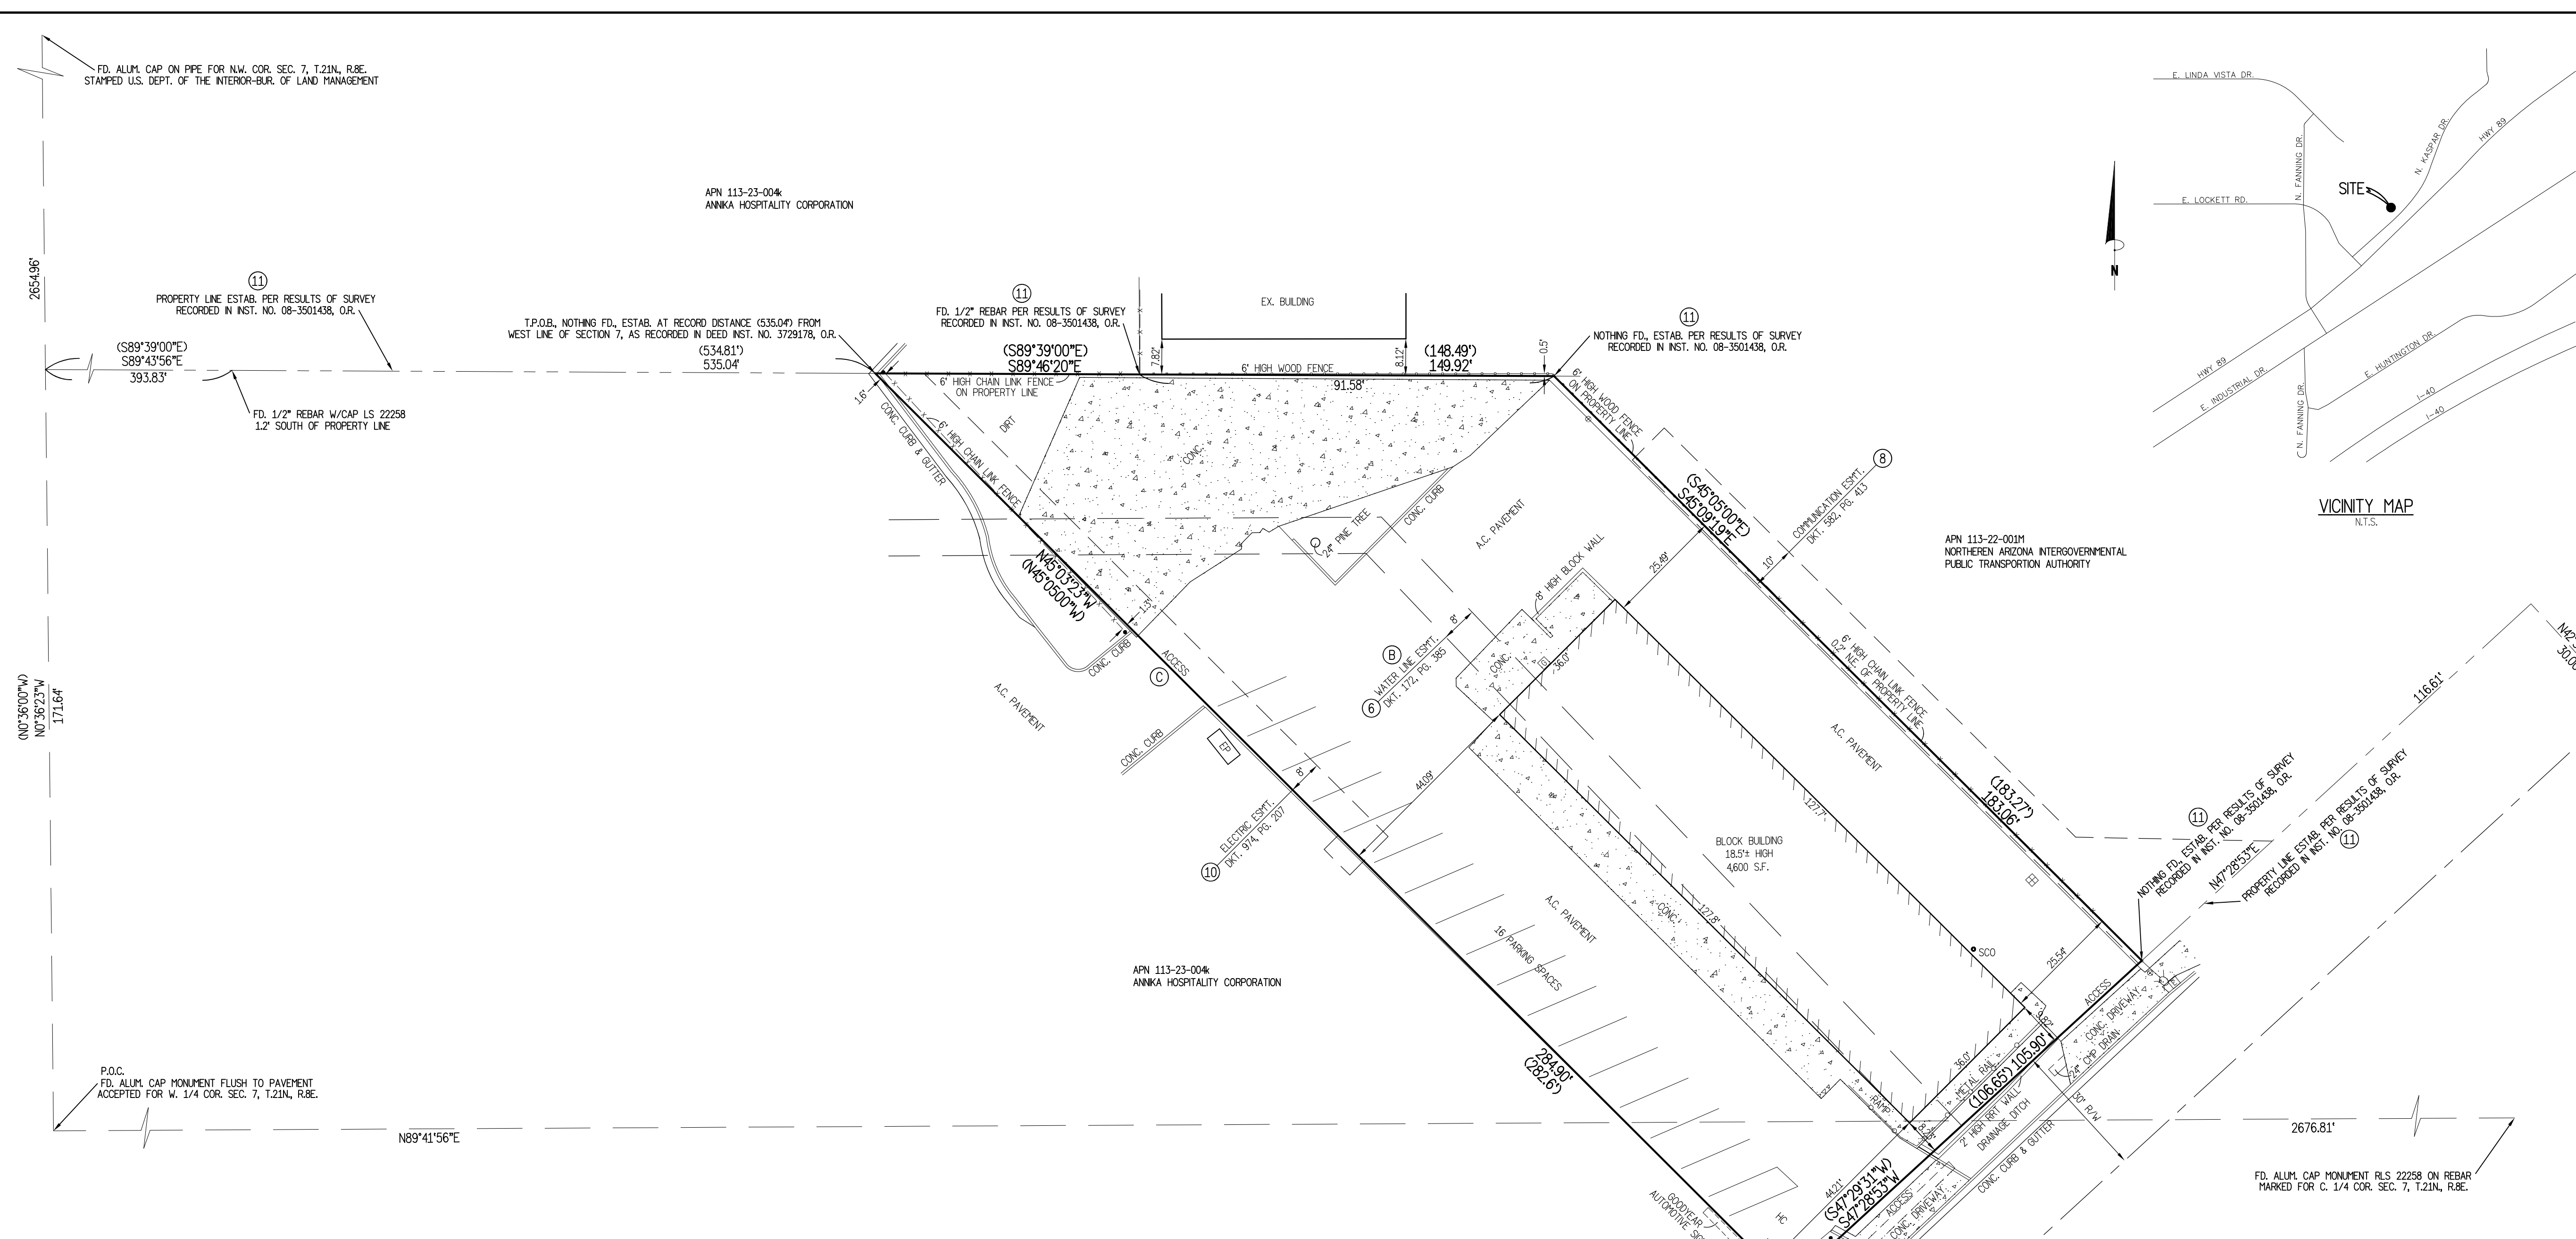 FD. ALUM. CAP ON PIPE FOR N.W. COR. SEC. 7, T.21N., R.8E.
STAMPED U.S. DEPT. OF THE INTERIOR-BUR. OF LAND MANAGEMENT
2654.96'
11
PROPERTY LINE ESTAB. PER RESULTS OF SURVEY
RECORDED IN INST. NO. 08-3501438, O.R.
(S89°39'00"E)
S89°43'56"E
393.83'
FD. 1/2" REBAR W/CAP LS 22258
1.2' SOUTH OF PROPERTY LINE
APN 113-23-004k
ANNIKA HOSPITALITY CORPORATION
T.P.O.B., NOTHING FD., ESTAB. AT RECORD DISTANCE (535.04') FROM
WEST LINE OF SECTION 7, AS RECORDED IN DEED INST. NO. 3729178, O.R.
(534.81')
535.04'
11
FD. 1/2" REBAR PER RESULTS OF SURVEY
RECORDED IN INST. NO. 08-3501438, O.R.
(S89°39'00"E)
S89°46'20"E
6' HIGH CHAIN LINK FENCE
ON PROPERTY LINE
EX. BUILDING
7.82'
8.12'
0.5'
6' HIGH WOOD FENCE
(148.49')
149.92'
91.58'
11
NOTHING FD., ESTAB. PER RESULTS OF SURVEY
RECORDED IN INST. NO. 08-3501438, O.R.
1.6'
CONC. CURB & GUTTER
6' HIGH CHAIN LINK FENCE
DIRT
CONC.
6' HIGH WOOD FENCE
ON PROPERTY LINE
(S45°05'00"E)
S45°09'19"E
COMMUNICATION ESMT.
DKT. 582, PG. 413
8
10'
24" PINE TREE
CONC. CURB
A.C. PAVEMENT
8' HIGH BLOCK WALL
25.49'
N45°03'23"W
(N45°0500"W)
1.3'
CONC. CURB
ACCESS
C
A.C. PAVEMENT
CONC. CURB
EP
B
WATER LINE ESMT.
DKT. 172, PG. 385
6
8'
CONC.
36.0'
44.09'
8'
ELECTRIC ESMT.
DKT. 974, PG. 207
10
6' HIGH CHAIN LINK FENCE
0.2' N.E. OF PROPERTY LINE
A.C. PAVEMENT
127.7'
BLOCK BUILDING
18.5'± HIGH
4,600 S.F.
(183.27')
183.06'
CONC.
127.8'
A.C. PAVEMENT
16 PARKING SPACES
SCO
25.54'
APN 113-23-004k
ANNIKA HOSPITALITY CORPORATION
284.90'
(282.6')
11
NOTHING FD., ESTAB. PER RESULTS OF SURVEY
RECORDED IN INST. NO. 08-3501438, O.R.
N47°28'53"E
PROPERTY LINE ESTAB. PER RESULTS OF SURVEY
RECORDED IN INST. NO. 08-3501438, O.R.
11
116.61'
APN 113-22-001M
NORTHEREN ARIZONA INTERGOVERNMENTAL
PUBLIC TRANSPORTION AUTHORITY
ACCESS
CONC. DRIVEWAY
24" CMP DRAIN
9.82'
36.0'
METAL RAIL
(106.65') 105.90'
2' HIGH RRT WALL
DRAINAGE DITCH
CONC. CURB & GUTTER
30' R/W
RAMP
44.21'
(S47°29'31"W)
S47°28'53"W
ACCESS
CONC. DRIVEWAY
HC
GOODYEAR
AUTOMOTIVE
(N0°36'00"W)
N0°36'23"W
171.64'
P.O.C.
FD. ALUM. CAP MONUMENT FLUSH TO PAVEMENT
ACCEPTED FOR W. 1/4 COR. SEC. 7, T.21N., R.8E.
N89°41'56"E
2676.81'
FD. ALUM. CAP MONUMENT RLS 22258 ON REBAR
MARKED FOR C. 1/4 COR. SEC. 7, T.21N., R.8E.
N
E. LINDA VISTA DR.
N. FANNING DR.
N. KASPAR DR.
HWY 89
SITE
E. LOCKETT RD.
HWY 89
E. INDUSTRIAL DR.
N. FANNING DR.
E. HUNTINGTON DR.
I-40
I-40
VICINITY MAP
N.T.S.